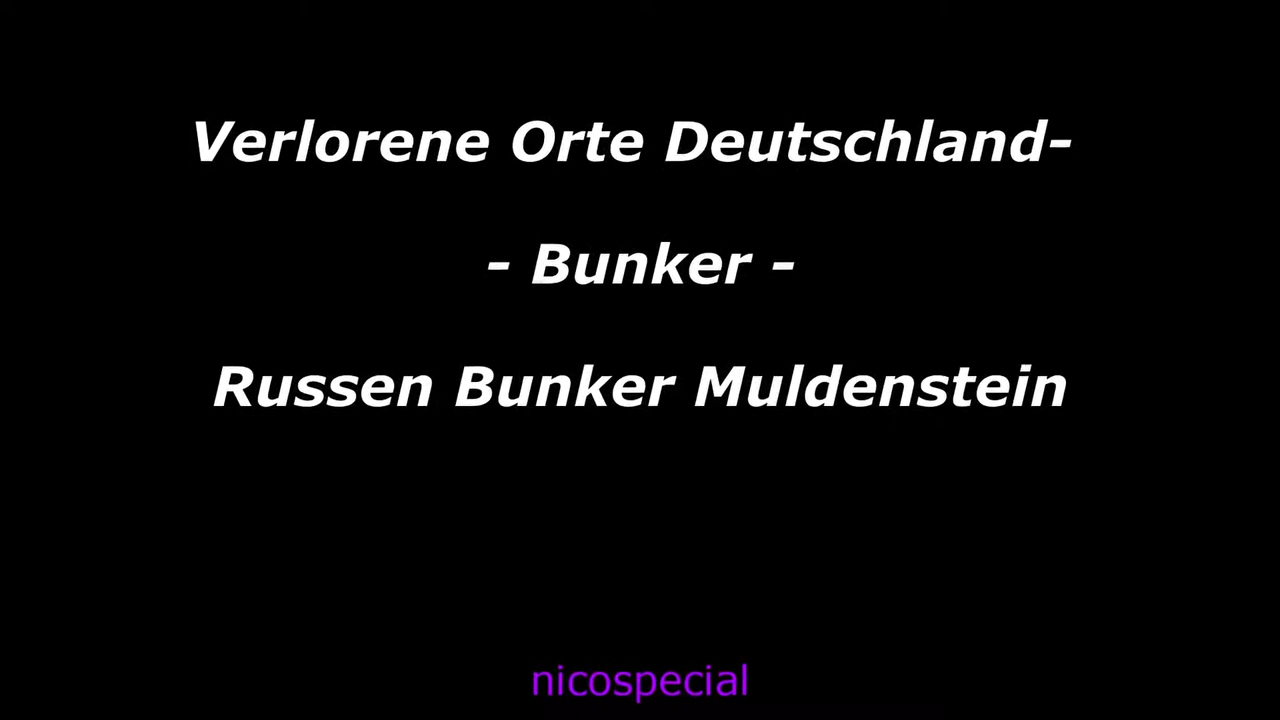 Verlorene Orte Deutschland-
- Bunker -
Russen Bunker Muldenstein
nicospecial